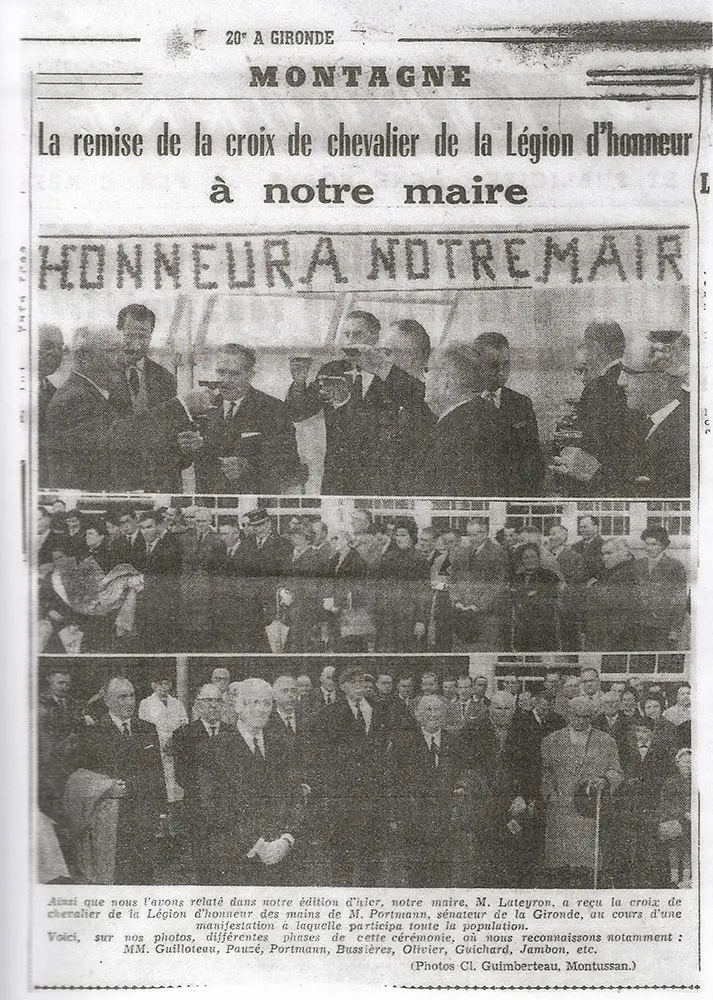 20e A GIRONDE
MONTAGNE
La remise de la croix de chevalier de la Légion d'honneur
à notre maire
HONNEUR A NOTRE MAIR
Ainsi que nous l'avons relaté dans notre édition d'hier, notre maire, M. Lateyron, a reçu la croix de
chevalier de la Légion d'honneur des mains de M. Portmann, sénateur de la Gironde, au cours d'une
manifestation à laquelle participa toute la population.
Voici, sur nos photos, différentes phases de cette cérémonie, où nous reconnaissons notamment :
MM. Guilloteau, Pauzé, Portmann, Bussières, Olivier, Guichard, Jambon, etc.
(Photos Cl. Guimberteau, Montussan.)